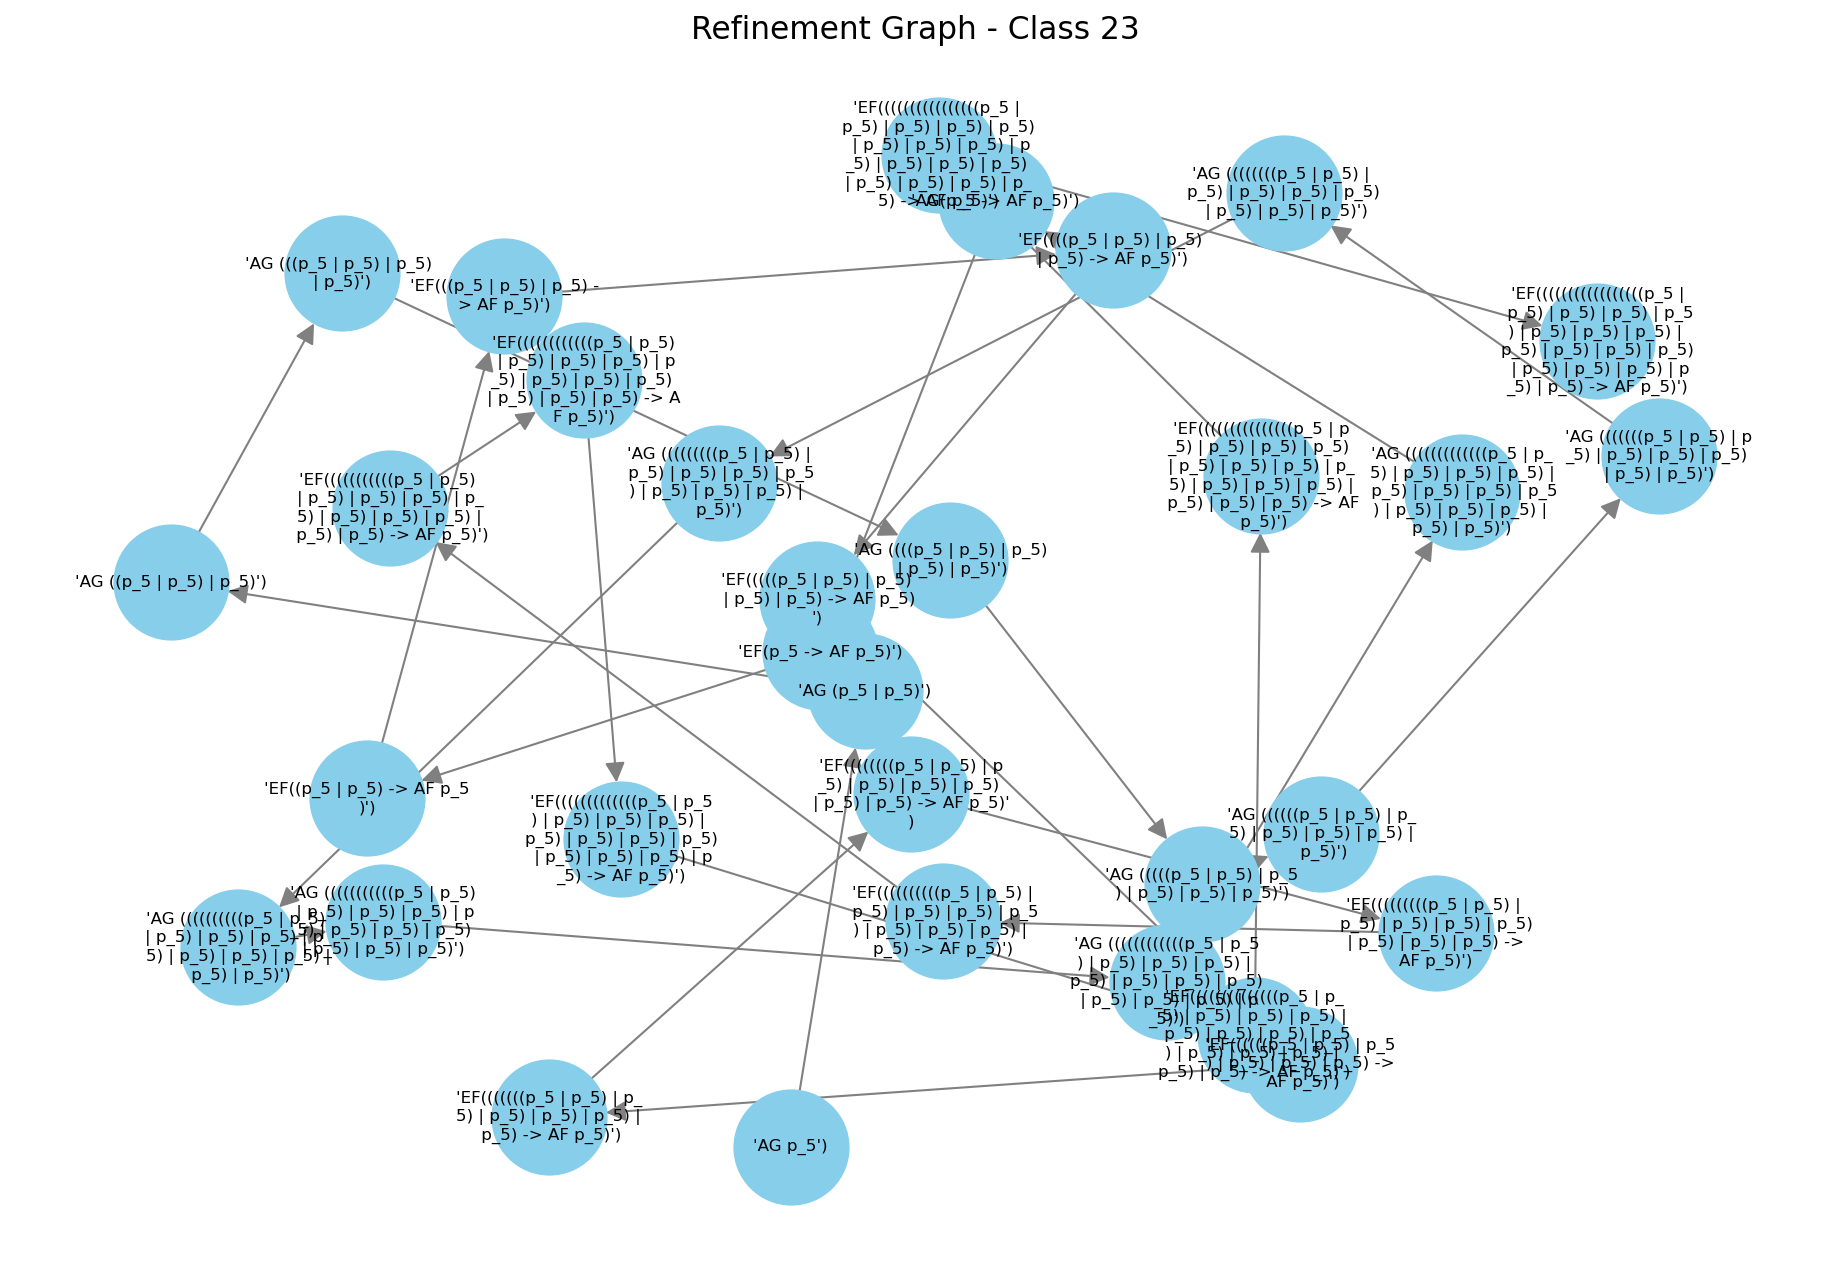 Refinement Graph - Class 23
'EF((((((((((((((((p_5 |
p_5) | p_5) | p_5) | p_5)
| p_5) | p_5) | p_5) | p
_5) | p_5) | p_5) | p_5)
| p_5) | p_5) | p_5) | p_
5) -> AF p_5)')
'AG(p_5 -> AF p_5)')
'AG ((((((((p_5 | p_5) |
p_5) | p_5) | p_5) | p_5)
| p_5) | p_5) | p_5)')
'EF((((p_5 | p_5) | p_5)
| p_5) -> AF p_5)')
'AG (((p_5 | p_5) | p_5)
| p_5)')
'EF(((p_5 | p_5) | p_5) -
> AF p_5)')
'EF(((((((((((((((((p_5 |
p_5) | p_5) | p_5) | p_5
) | p_5) | p_5) | p_5) |
p_5) | p_5) | p_5) | p_5)
| p_5) | p_5) | p_5) | p
_5) | p_5) -> AF p_5)')
'EF((((((((((((p_5 | p_5)
| p_5) | p_5) | p_5) | p
_5) | p_5) | p_5) | p_5)
| p_5) | p_5) | p_5) -> A
F p_5)')
'AG (((((((((p_5 | p_5) |
p_5) | p_5) | p_5) | p_5
) | p_5) | p_5) | p_5) |
p_5)')
'EF(((((((((((((((p_5 | p
_5) | p_5) | p_5) | p_5)
| p_5) | p_5) | p_5) | p_
5) | p_5) | p_5) | p_5) |
p_5) | p_5) | p_5) -> AF
p_5)')
'AG (((((((((((((p_5 | p_
5) | p_5) | p_5) | p_5) |
p_5) | p_5) | p_5) | p_5
) | p_5) | p_5) | p_5) |
p_5) | p_5)')
'AG (((((((p_5 | p_5) | p
_5) | p_5) | p_5) | p_5)
| p_5) | p_5)')
'EF(((((((((((p_5 | p_5)
| p_5) | p_5) | p_5) | p_
5) | p_5) | p_5) | p_5) |
p_5) | p_5) -> AF p_5)')
'AG ((p_5 | p_5) | p_5)')
'AG ((((p_5 | p_5) | p_5)
| p_5) | p_5)')
'EF(((((p_5 | p_5) | p_5)
| p_5) | p_5) -> AF p_5)
')
'EF(p_5 -> AF p_5)')
'AG (p_5 | p_5)')
'EF((p_5 | p_5) -> AF p_5
)')
'EF((((((((p_5 | p_5) | p
_5) | p_5) | p_5) | p_5)
| p_5) | p_5) -> AF p_5)'
)
'EF(((((((((((((p_5 | p_5
) | p_5) | p_5) | p_5) |
p_5) | p_5) | p_5) | p_5)
| p_5) | p_5) | p_5) | p
_5) -> AF p_5)')
'AG ((((((p_5 | p_5) | p_
5) | p_5) | p_5) | p_5) |
p_5)')
'AG (((((p_5 | p_5) | p_5
) | p_5) | p_5) | p_5)')
'AG (((((((((((p_5 | p_5)
| p_5) | p_5) | p_5) | p
_5) | p_5) | p_5) | p_5)
| p_5) | p_5) | p_5)')
'AG ((((((((((p_5 | p_5)
| p_5) | p_5) | p_5) | p_
5) | p_5) | p_5) | p_5) |
p_5) | p_5)')
'EF((((((((((p_5 | p_5) |
p_5) | p_5) | p_5) | p_5
) | p_5) | p_5) | p_5) |
p_5) -> AF p_5)')
'EF(((((((((p_5 | p_5) |
p_5) | p_5) | p_5) | p_5)
| p_5) | p_5) | p_5) ->
AF p_5)')
'AG ((((((((((((p_5 | p_5
) | p_5) | p_5) | p_5) |
p_5) | p_5) | p_5) | p_5)
| p_5) | p_5) | p_5) | p
_5)')
'EF((((((((((((((p_5 | p_
5) | p_5) | p_5) | p_5) |
p_5) | p_5) | p_5) | p_5
) | p_5) | p_5) | p_5) |
p_5) | p_5) -> AF p_5)')
'EF((((((p_5 | p_5) | p_5
) | p_5) | p_5) | p_5) ->
AF p_5)')
'EF(((((((p_5 | p_5) | p_
5) | p_5) | p_5) | p_5) |
p_5) -> AF p_5)')
'AG p_5')